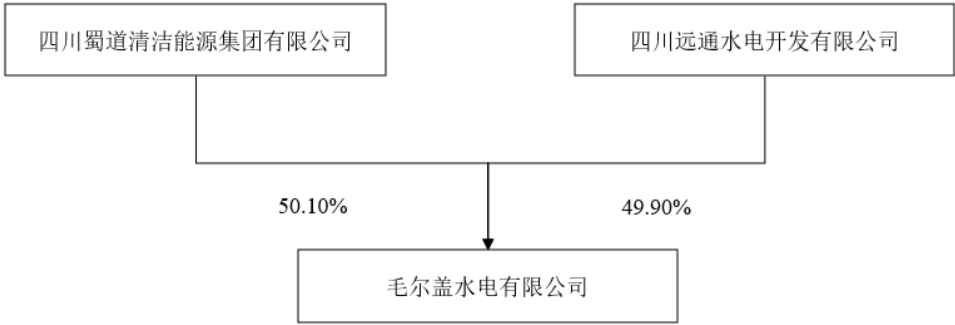 四川蜀道清洁能源集团有限公司
四川远通水电开发有限公司
50.10%
49.90%
毛尔盖水电有限公司